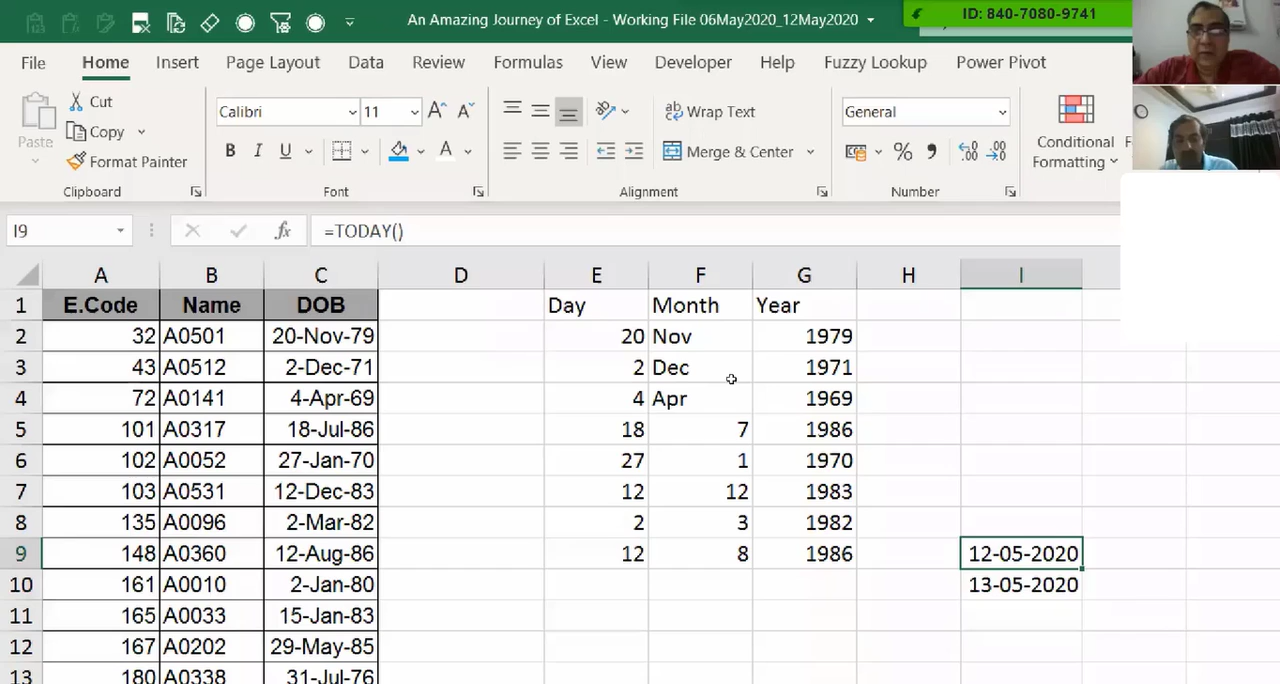 An Amazing Journey of Excel - Working File 06May2020_12May2020
ID: 840-7080-9741
File Home Insert Page Layout Data Review Formulas View Developer Help Fuzzy Lookup Power Pivot
Paste
Cut
Copy
Format Painter
Clipboard
Calibri 11
B I U
Font
Wrap Text
Merge & Center
Alignment
General
Number
Conditional
Formatting
I9 fx =TODAY()
A B C D E F G H I
1 E.Code Name DOB Day Month Year
2 32 A0501 20-Nov-79 20 Nov 1979
3 43 A0512 2-Dec-71 2 Dec 1971
4 72 A0141 4-Apr-69 4 Apr 1969
5 101 A0317 18-Jul-86 18 7 1986
6 102 A0052 27-Jan-70 27 1 1970
7 103 A0531 12-Dec-83 12 12 1983
8 135 A0096 2-Mar-82 2 3 1982
9 148 A0360 12-Aug-86 12 8 1986 12-05-2020
10 161 A0010 2-Jan-80 13-05-2020
11 165 A0033 15-Jan-83
12 167 A0202 29-May-85
13 180 A0338 31-Jul-76